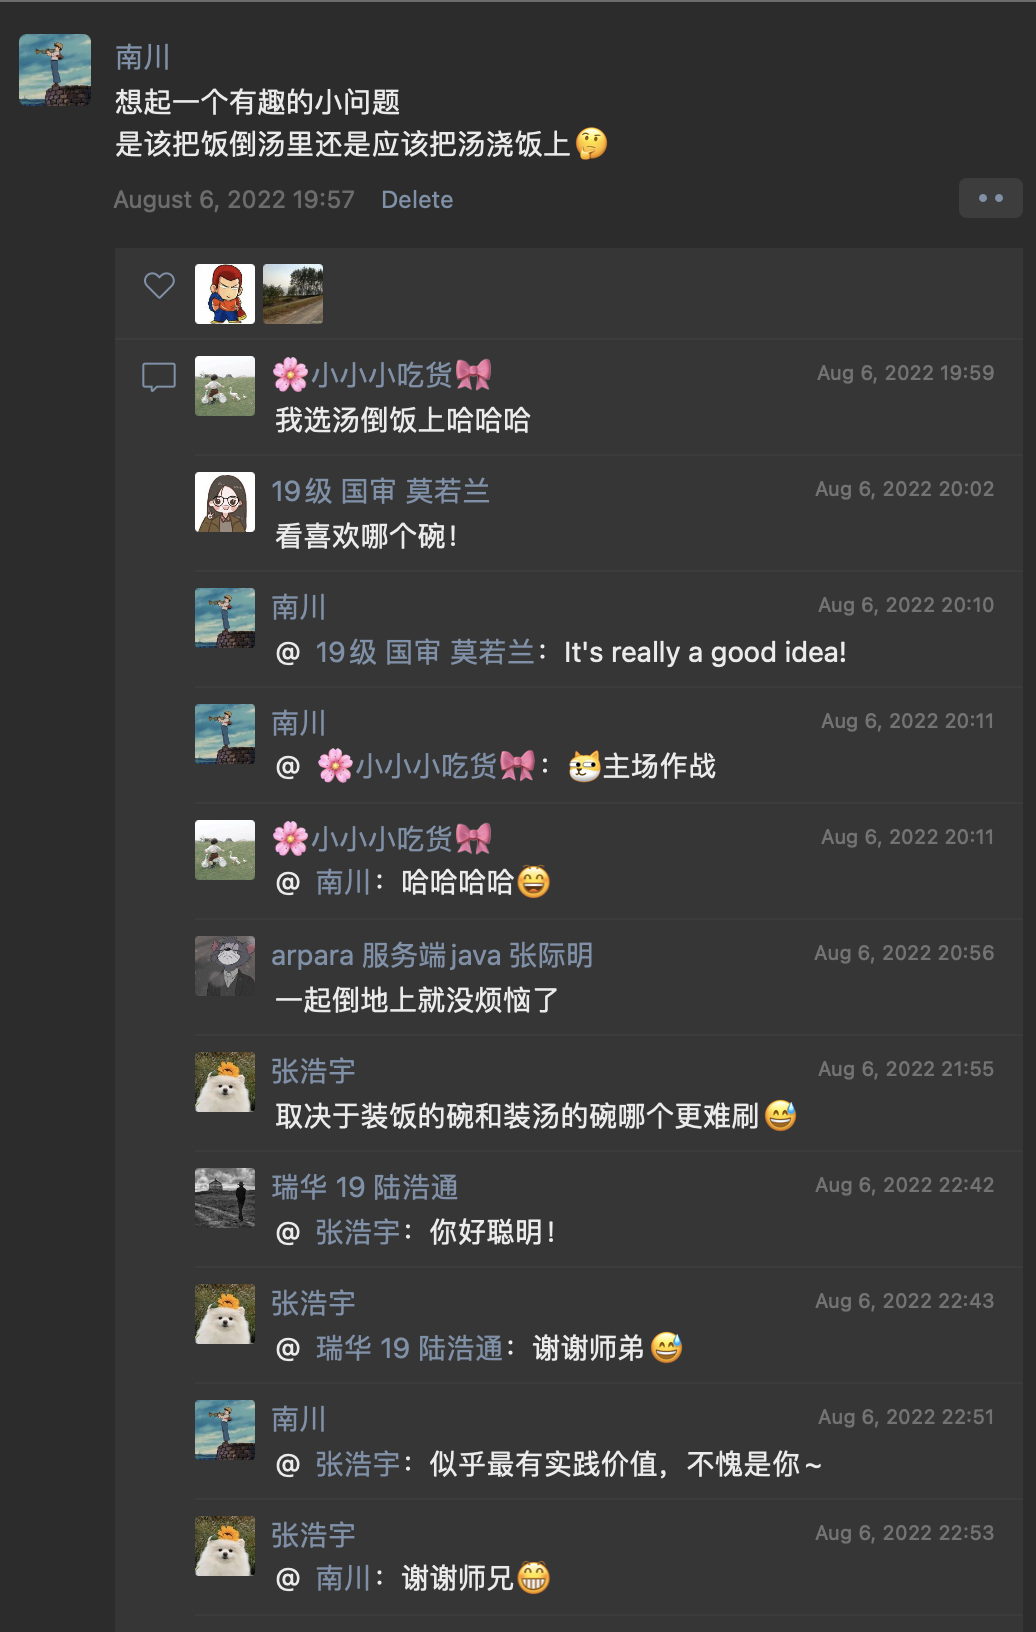 南川
想起一个有趣的小问题
是该把饭倒汤里还是应该把汤浇饭上🤔
August 6, 2022 19:57 Delete
🌸小小小吃货🎀 Aug 6, 2022 19:59
我选汤倒饭上哈哈哈
19级 国审 莫若兰 Aug 6, 2022 20:02
看喜欢哪个碗！
南川 Aug 6, 2022 20:10
@ 19级 国审 莫若兰：It's really a good idea!
南川 Aug 6, 2022 20:11
@ 🌸小小小吃货🎀：主场作战
🌸小小小吃货🎀 Aug 6, 2022 20:11
@ 南川：哈哈哈哈😄
arpara 服务端java 张际明 Aug 6, 2022 20:56
一起倒地上就没烦恼了
张浩宇 Aug 6, 2022 21:55
取决于装饭的碗和装汤的碗哪个更难刷😅
瑞华 19 陆浩通 Aug 6, 2022 22:42
@ 张浩宇：你好聪明！
张浩宇 Aug 6, 2022 22:43
@ 瑞华 19 陆浩通：谢谢师弟😅
南川 Aug 6, 2022 22:51
@ 张浩宇：似乎最有实践价值，不愧是你~
张浩宇 Aug 6, 2022 22:53
@ 南川：谢谢师兄😁